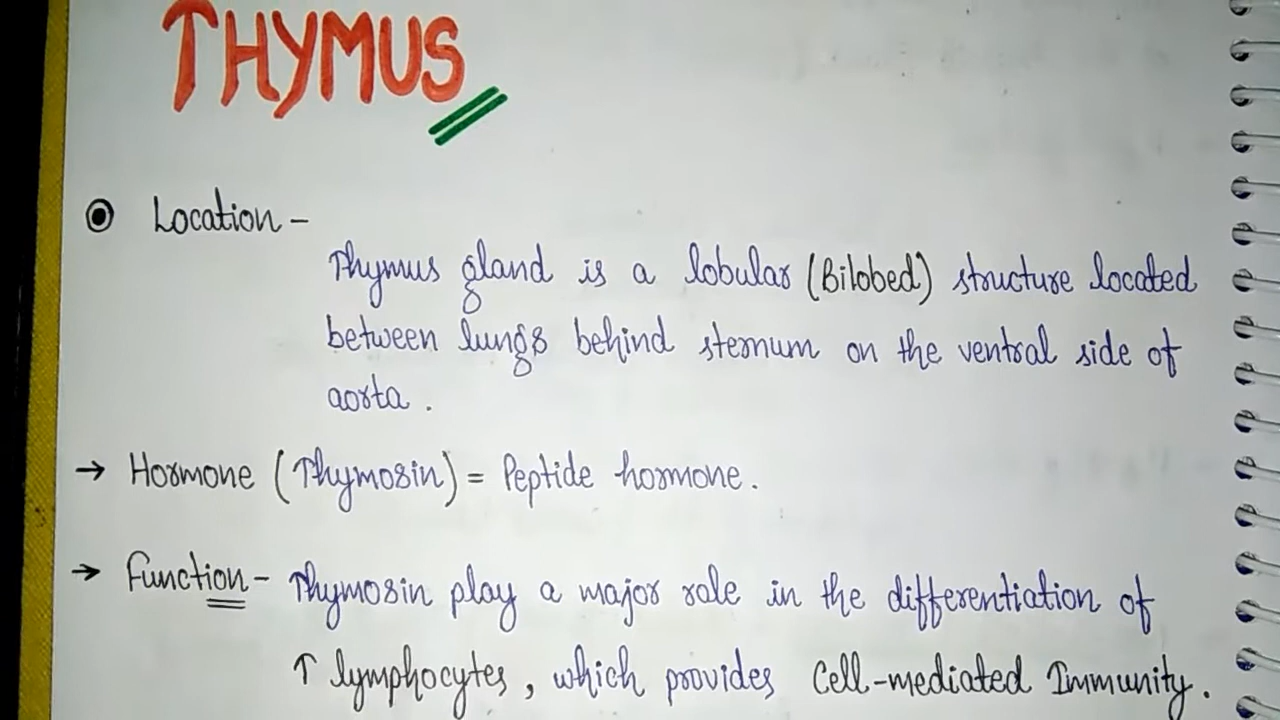 THYMUS
Location -
Thymus gland is a lobular (Bilobed) structure located
between lungs behind sternum on the ventral side of
aorta.
→ Hormone (Thymosin) = Peptide hormone.
→ Function - Thymosin play a major role in the differentiation of
T lymphocytes, which provides Cell-mediated Immunity.